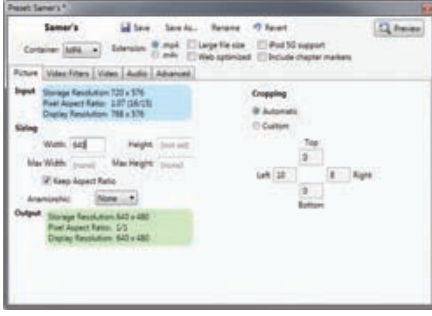 Preset: Samer's *
Samer's Save Save As... Rename Revert Preview
Container: MP4 Extension: .mp4 .m4v Large file size Web optimized iPod 5G support Include chapter markers
Picture Video Filters Video Audio Advanced
Input Storage Resolution: 720 x 576
Pixel Aspect Ratio: 1.07 (16/15)
Display Resolution: 768 x 576
Sizing
Width: 640 Height: (not set)
Max Width: (none) Max Height: (none)
Keep Aspect Ratio
Anamorphic: None
Output Storage Resolution: 640 x 480
Pixel Aspect Ratio: 1/1
Display Resolution: 640 x 480
Cropping
Automatic
Custom
Top
0
Left 10 8 Right
0
Bottom